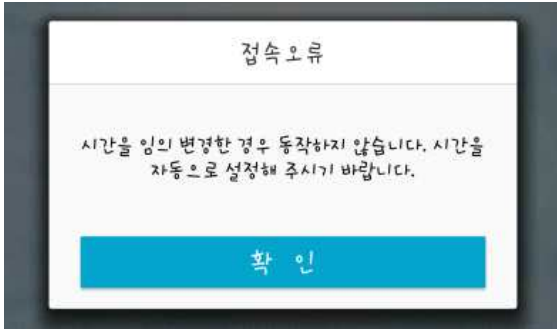 접속오류
시간을 임의 변경한 경우 동작하지 않습니다. 시간을
자동으로 설정해 주시기 바랍니다.
확 인